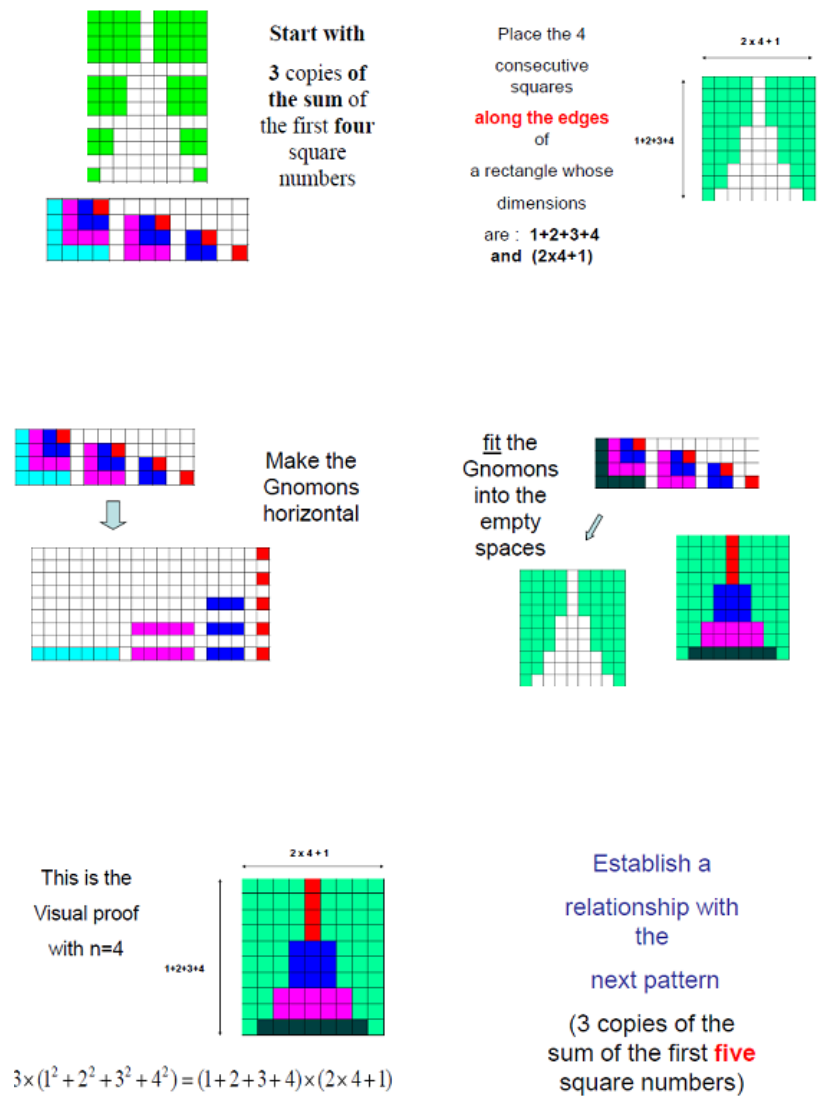 Start with
3 copies of
the sum of
the first four
square
numbers
Place the 4
consecutive
squares
along the edges
of
a rectangle whose
dimensions
are : 1+2+3+4
and (2x4+1)
2 x 4 + 1
1+2+3+4
Make the
Gnomons
horizontal
fit the
Gnomons
into the
empty
spaces
This is the
Visual proof
with n=4
2 x 4 + 1
1+2+3+4
3×(1²+2²+3²+4²)=(1+2+3+4)×(2×4+1)
Establish a
relationship with
the
next pattern
(3 copies of the
sum of the first five
square numbers)